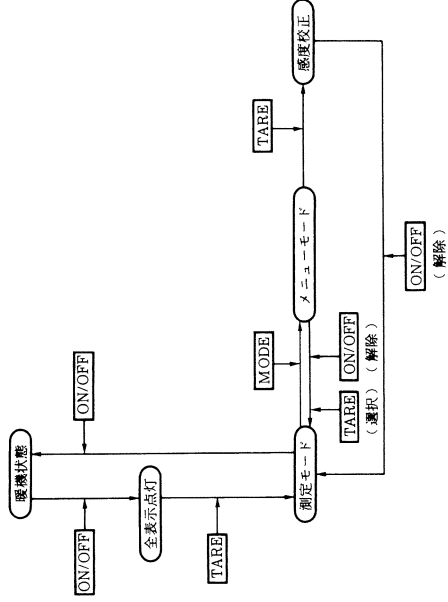 暖機状態
ON/OFF
ON/OFF
全表示点灯
TARE
測定モード
MODE
TARE
(選択)
ON/OFF
(解除)
メニューモード
TARE
感度校正
ON/OFF
(解除)